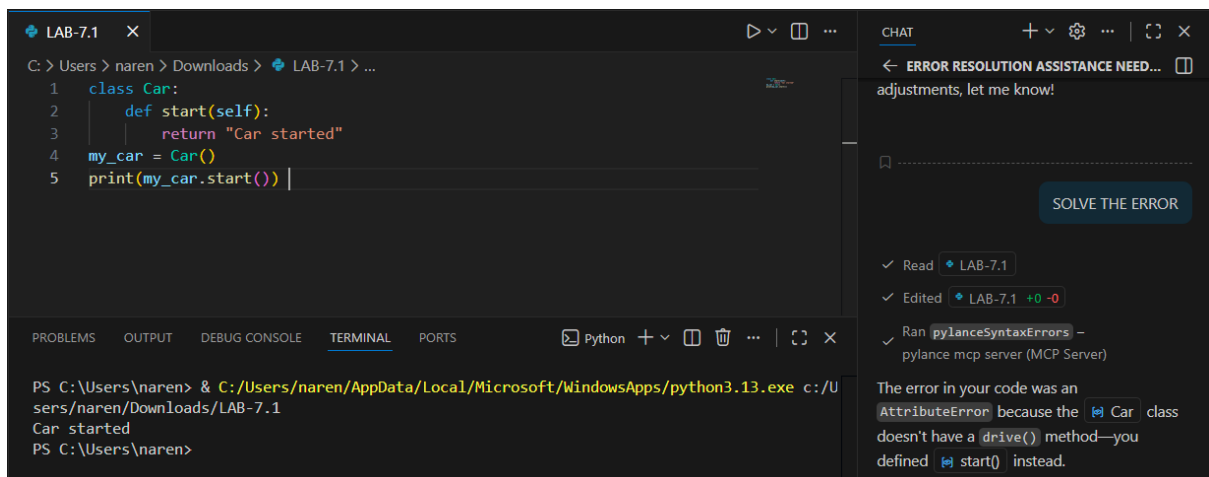 LAB-7.1
C: > Users > naren > Downloads > LAB-7.1 > ...
1 class Car:
2 def start(self):
3 return "Car started"
4 my_car = Car()
5 print(my_car.start())
PROBLEMS OUTPUT DEBUG CONSOLE TERMINAL PORTS Python
PS C:\Users\naren> & C:/Users/naren/AppData/Local/Microsoft/WindowsApps/python3.13.exe c:/U
sers/naren/Downloads/LAB-7.1
Car started
PS C:\Users\naren>
CHAT
ERROR RESOLUTION ASSISTANCE NEED...
adjustments, let me know!
SOLVE THE ERROR
Read LAB-7.1
Edited LAB-7.1 +0 -0
Ran pylanceSyntaxErrors –
pylance mcp server (MCP Server)
The error in your code was an
AttributeError because the Car class
doesn't have a drive() method—you
defined start() instead.